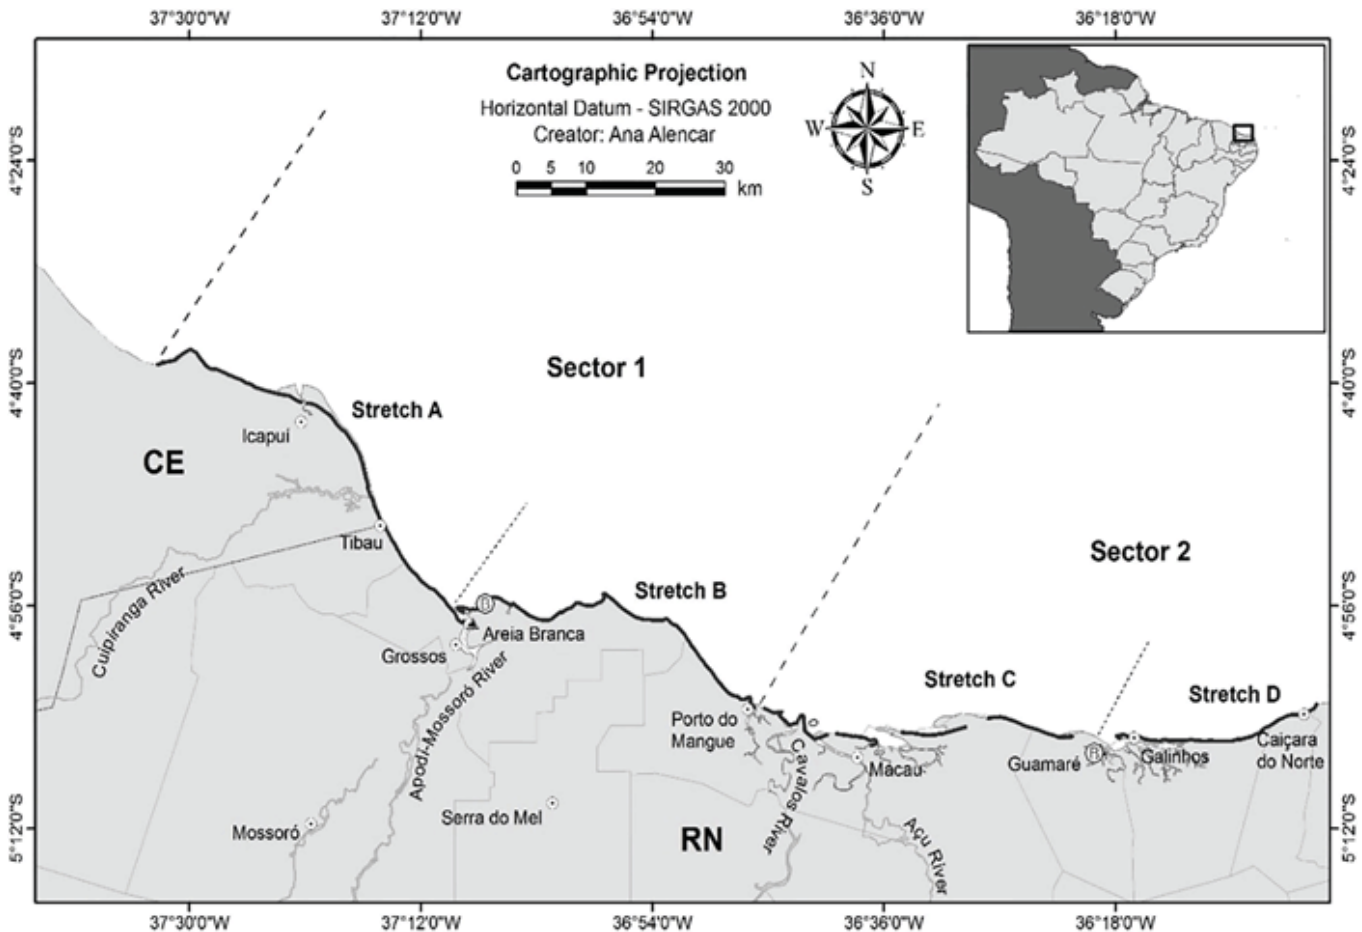 37°30'0"W 37°12'0"W 36°54'0"W 36°36'0"W 36°18'0"W
Cartographic Projection
Horizontal Datum - SIRGAS 2000
Creator: Ana Alencar
0 5 10 20 30
km
N
W E
S
4°24'0"S 4°24'0"S
Sector 1
4°40'0"S 4°40'0"S
Stretch A
Icapuí
CE
Tibau
Sector 2
Cuipiranga River
4°56'0"S 4°56'0"S
Stretch B
Areia Branca
Grossos
Apodi-Mossoró River
Stretch C
Stretch D
Porto do
Mangue
Cavalos River
Macau
Guamaré
Galinhos
Caiçara
do Norte
Serra do Mel
Mossoró
RN
Açu River
5°12'0"S 5°12'0"S
37°30'0"W 37°12'0"W 36°54'0"W 36°36'0"W 36°18'0"W